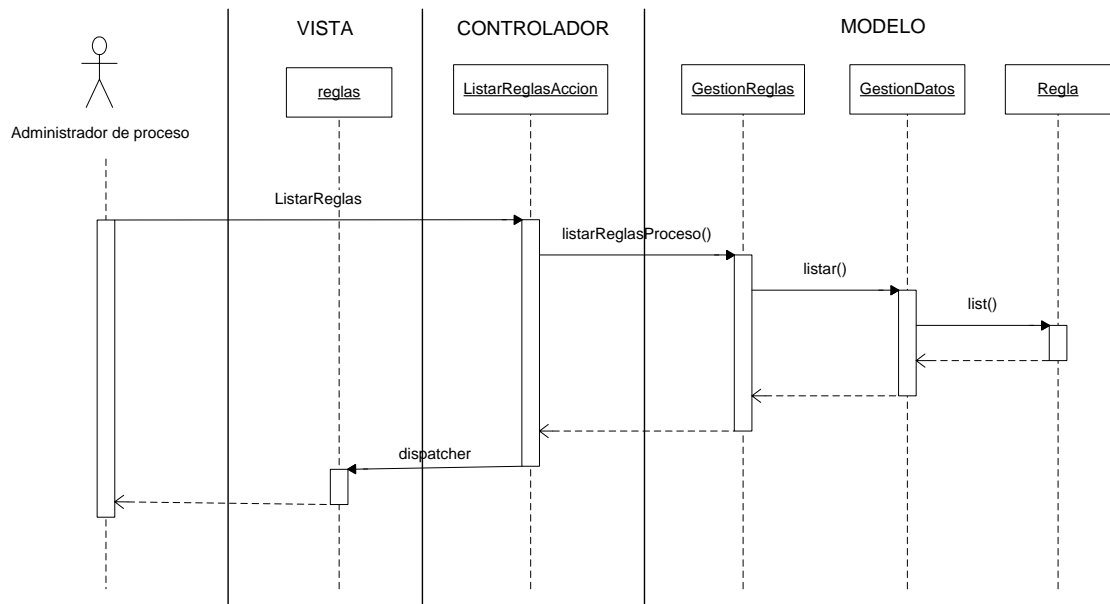 VISTA
CONTROLADOR
MODELO
reglas
ListarReglasAccion
GestionReglas
GestionDatos
Regla
Administrador de proceso
ListarReglas
listarReglasProceso()
listar()
list()
dispatcher